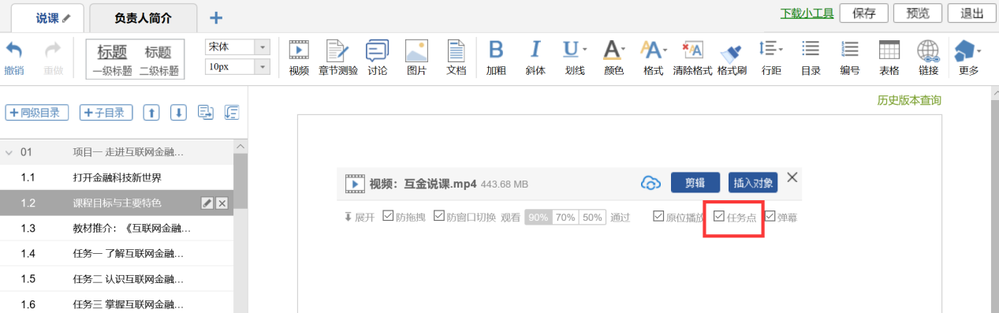 说课 负责人简介 下载小工具 保存 预览 退出
撤销 重做 标题 标题 一级标题 二级标题 宋体 10px 视频 章节测验 讨论 图片 文档 B 加粗 I 斜体 U 划线 A 颜色 AA 格式 清除格式 格式刷 行距 目录 编号 表格 链接 更多
历史版本查询
+同级目录 +子目录
01 项目一 走进互联网金融...
1.1 打开金融科技新世界
1.2 课程目标与主要特色
1.3 教材推介：《互联网金融...
1.4 任务一 了解互联网金融...
1.5 任务二 认识互联网金融...
1.6 任务三 掌握互联网金融...
视频：互金说课.mp4 443.68 MB 剪辑 插入对象
展开 防拖拽 防窗口切换 观看 90% 70% 50% 通过 原位播放 任务点 弹幕